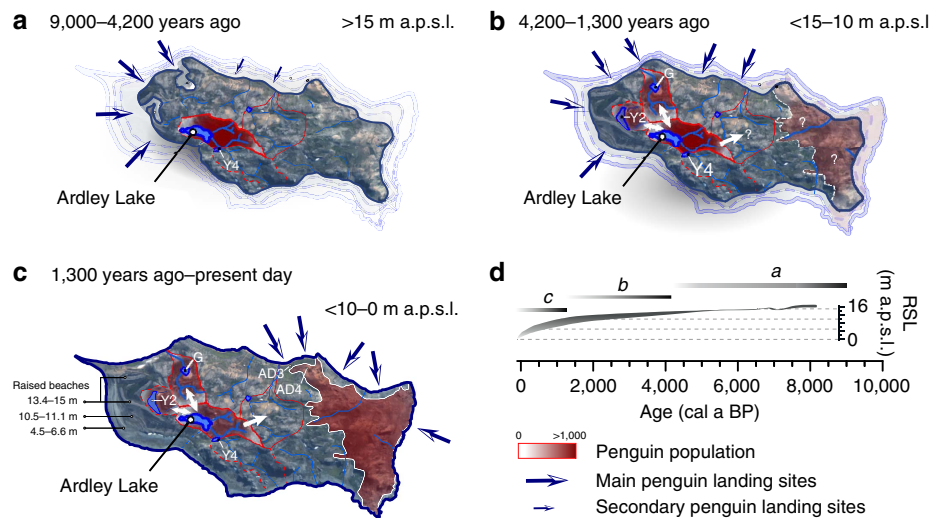 a 9,000–4,200 years ago >15 m a.p.s.l.
Y4
Ardley Lake
b 4,200–1,300 years ago <15–10 m a.p.s.l
G
Y2
?
?
?
Y4
Ardley Lake
c 1,300 years ago–present day
<10–0 m a.p.s.l.
G
AD3
AD4
Raised beaches
13.4–15 m
10.5–11.1 m
4.5–6.6 m
Y2
Y4
Ardley Lake
d
a
b
c
16
0
RSL
(m a.p.s.l.)
0 2,000 4,000 6,000 8,000 10,000
Age (cal a BP)
0 >1,000
Penguin population
Main penguin landing sites
Secondary penguin landing sites